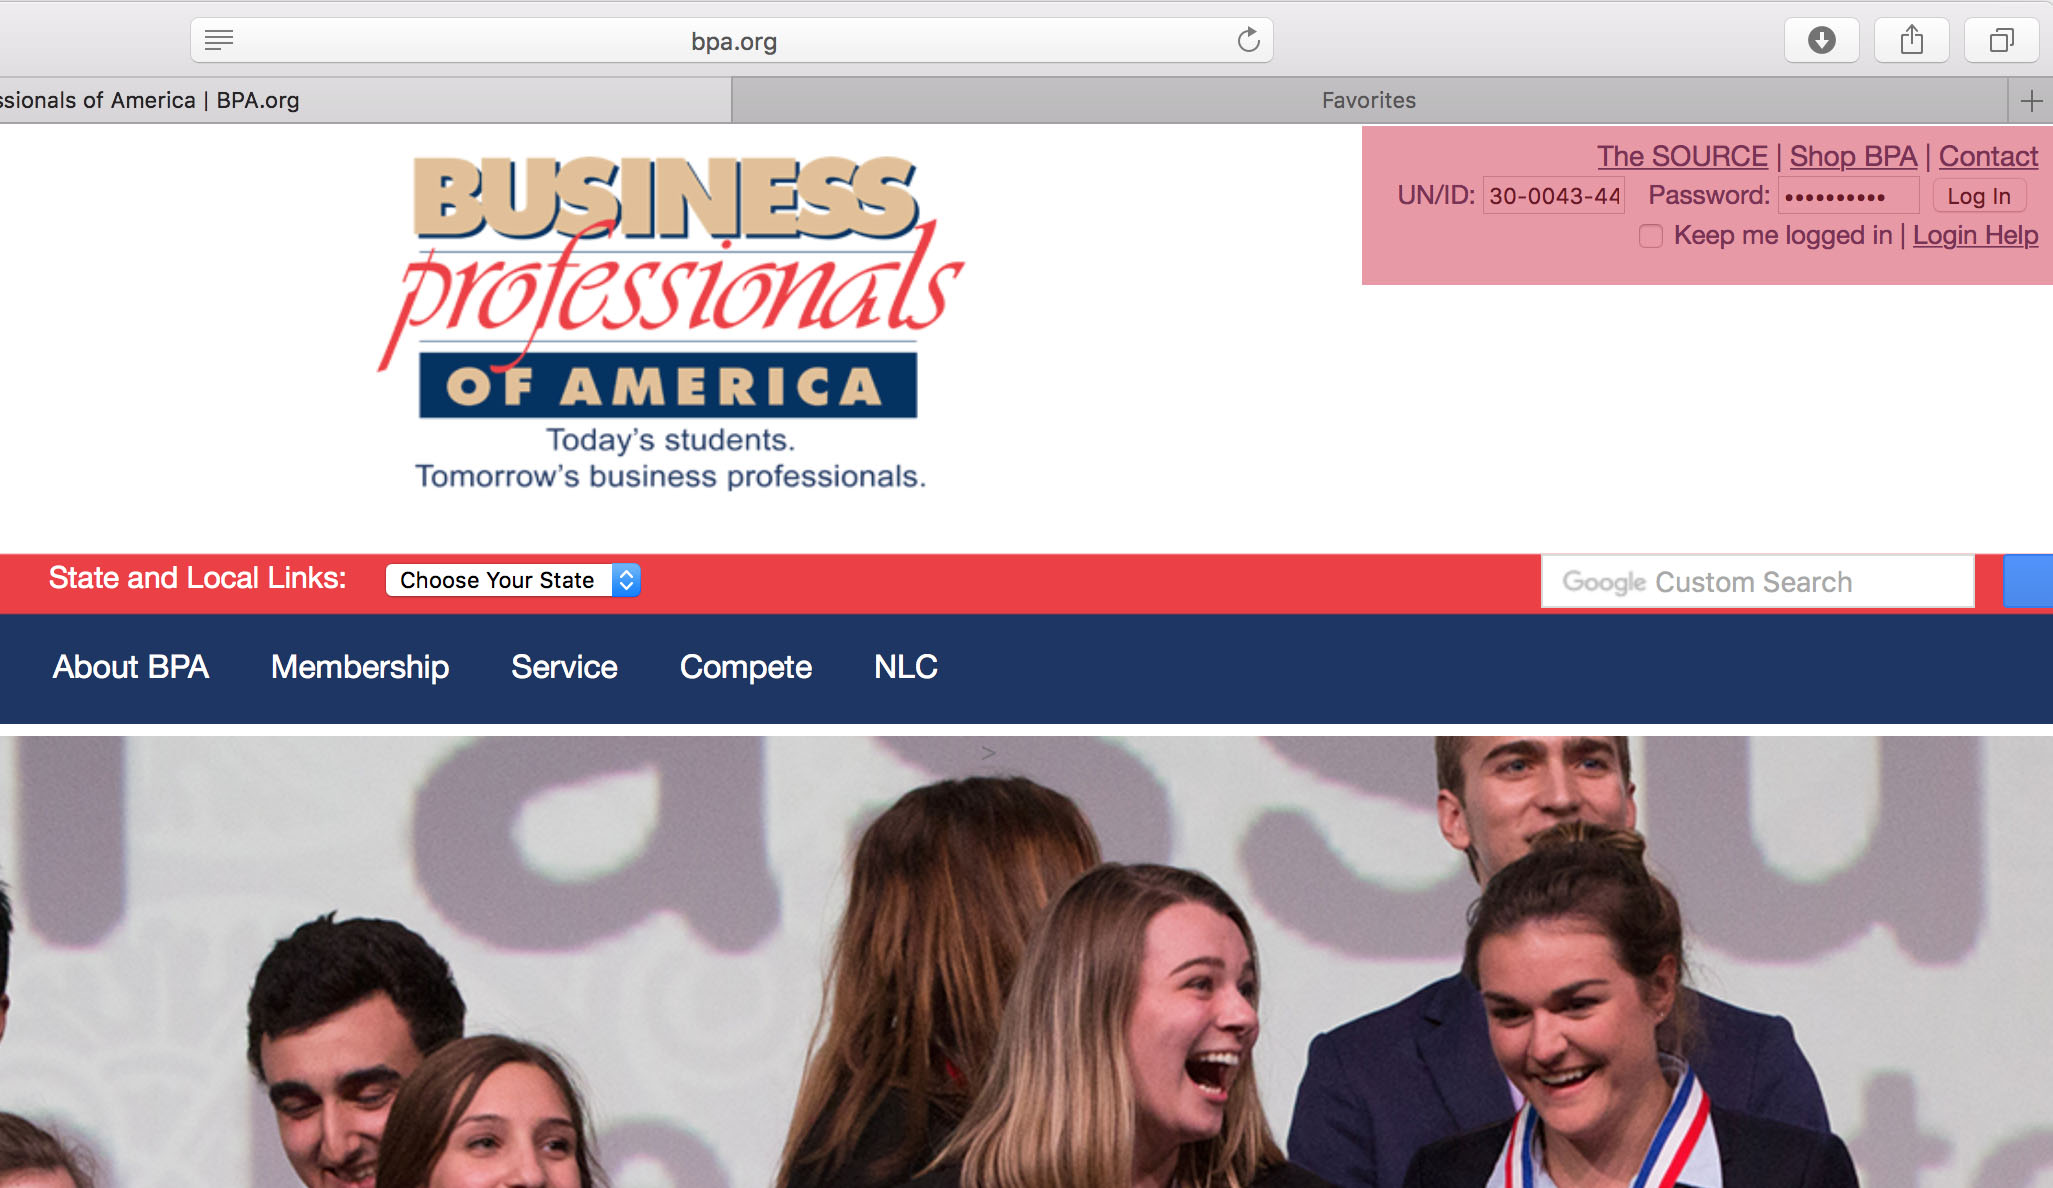 bpa.org
ssionals of America | BPA.org
Favorites
The SOURCE | Shop BPA | Contact
UN/ID: 30-0043-44 Password: •••••••••• Log In
Keep me logged in | Login Help
BUSINESS
professionals
OF AMERICA
Today's students.
Tomorrow's business professionals.
State and Local Links: Choose Your State Google Custom Search
About BPA Membership Service Compete NLC
>